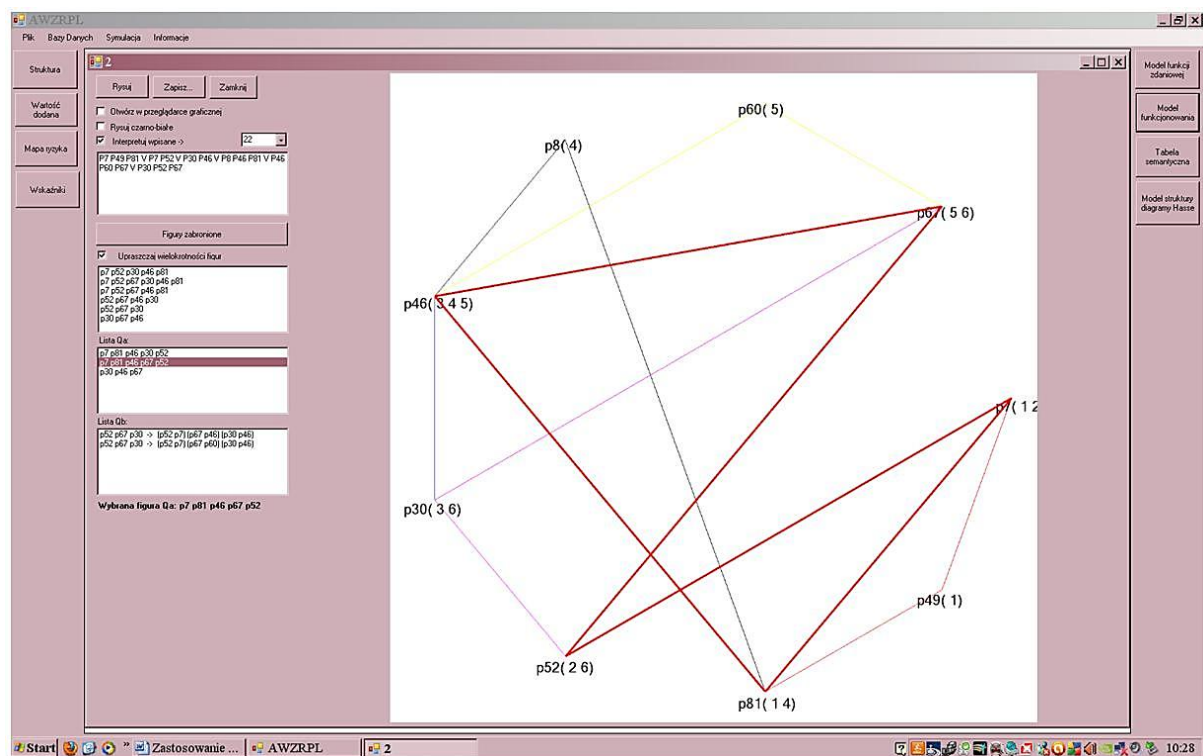 AWZRPL
Plik Bazy Danych Symulacja Informacje
Struktura
Wartość
dodana
Mapa ryzyka
Wskaźniki
2
Rysuj Zapisz... Zamknij
Otwórz w przeglądarce graficznej
Rysuj czarno-białe
Interpretuj wpisane -> 22
P7 P49 P81 V P7 P52 V P30 P46 V P8 P46 P81 V P46
P60 P67 V P30 P52 P67
Figury zabronione
Upraszczaj wielokrotności figur
p7 p52 p30 p46 p81
p7 p52 p67 p30 p46 p81
p7 p52 p67 p46 p81
p52 p67 p46 p30
p52 p67 p30
p30 p67 p46
Lista Qa:
p7 p81 p46 p30 p52
p7 p81 p46 p67 p52
p30 p46 p67
Lista Qb:
p52 p67 p30 -> (p52 p7) (p67 p46) (p30 p46)
p52 p67 p30 -> (p52 p7) (p67 p60) (p30 p46)
Wybrana figura Qa: p7 p81 p46 p67 p52
p60( 5)
p8( 4)
p67( 5 6)
p46( 3 4 5)
p7( 1 2
p30( 3 6)
p49( 1)
p52( 2 6)
p81( 1 4)
Model funkcji
zdaniowej
Model
funkcjonowania
Tabela
semantyczna
Model struktury
diagramy Hasse
Start » Zastosowanie ... AWZRPL 2 10:28